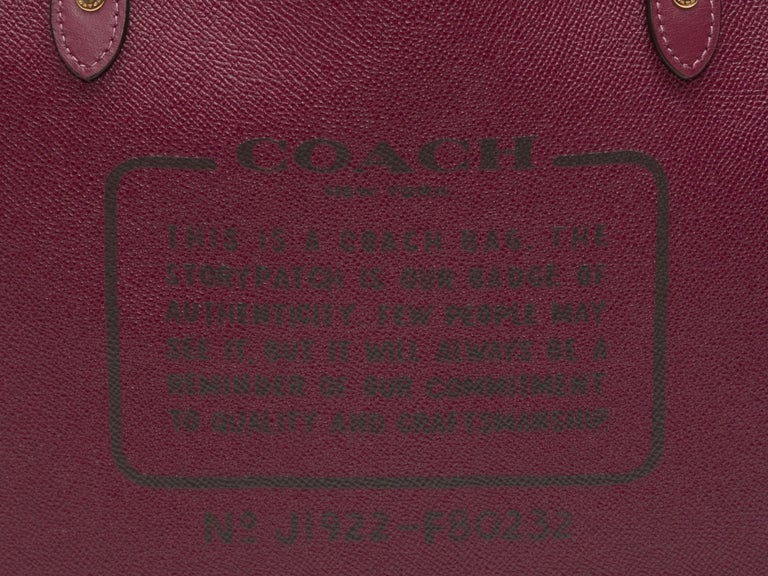 COACH
NEW YORK
THIS IS A COACH BAG. THE
STORYPATCH IS OUR BADGE OF
AUTHENTICITY. FEW PEOPLE MAY
SEE IT, BUT IT WILL ALWAYS BE A
REMINDER OF OUR COMMITMENT
TO QUALITY AND CRAFTSMANSHIP.
Nº J1922-F80232